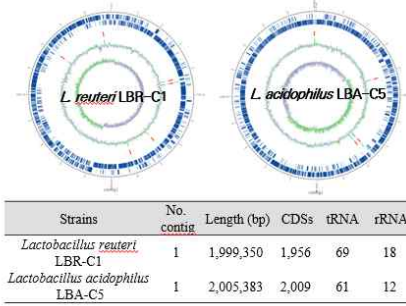 L. reuteri LBR-C1
L. acidophilus LBA-C5
Strains No. contig Length (bp) CDSs tRNA rRNA
Lactobacillus reuteri LBR-C1 1 1,999,350 1,956 69 18
Lactobacillus acidophilus LBA-C5 1 2,005,383 2,009 61 12